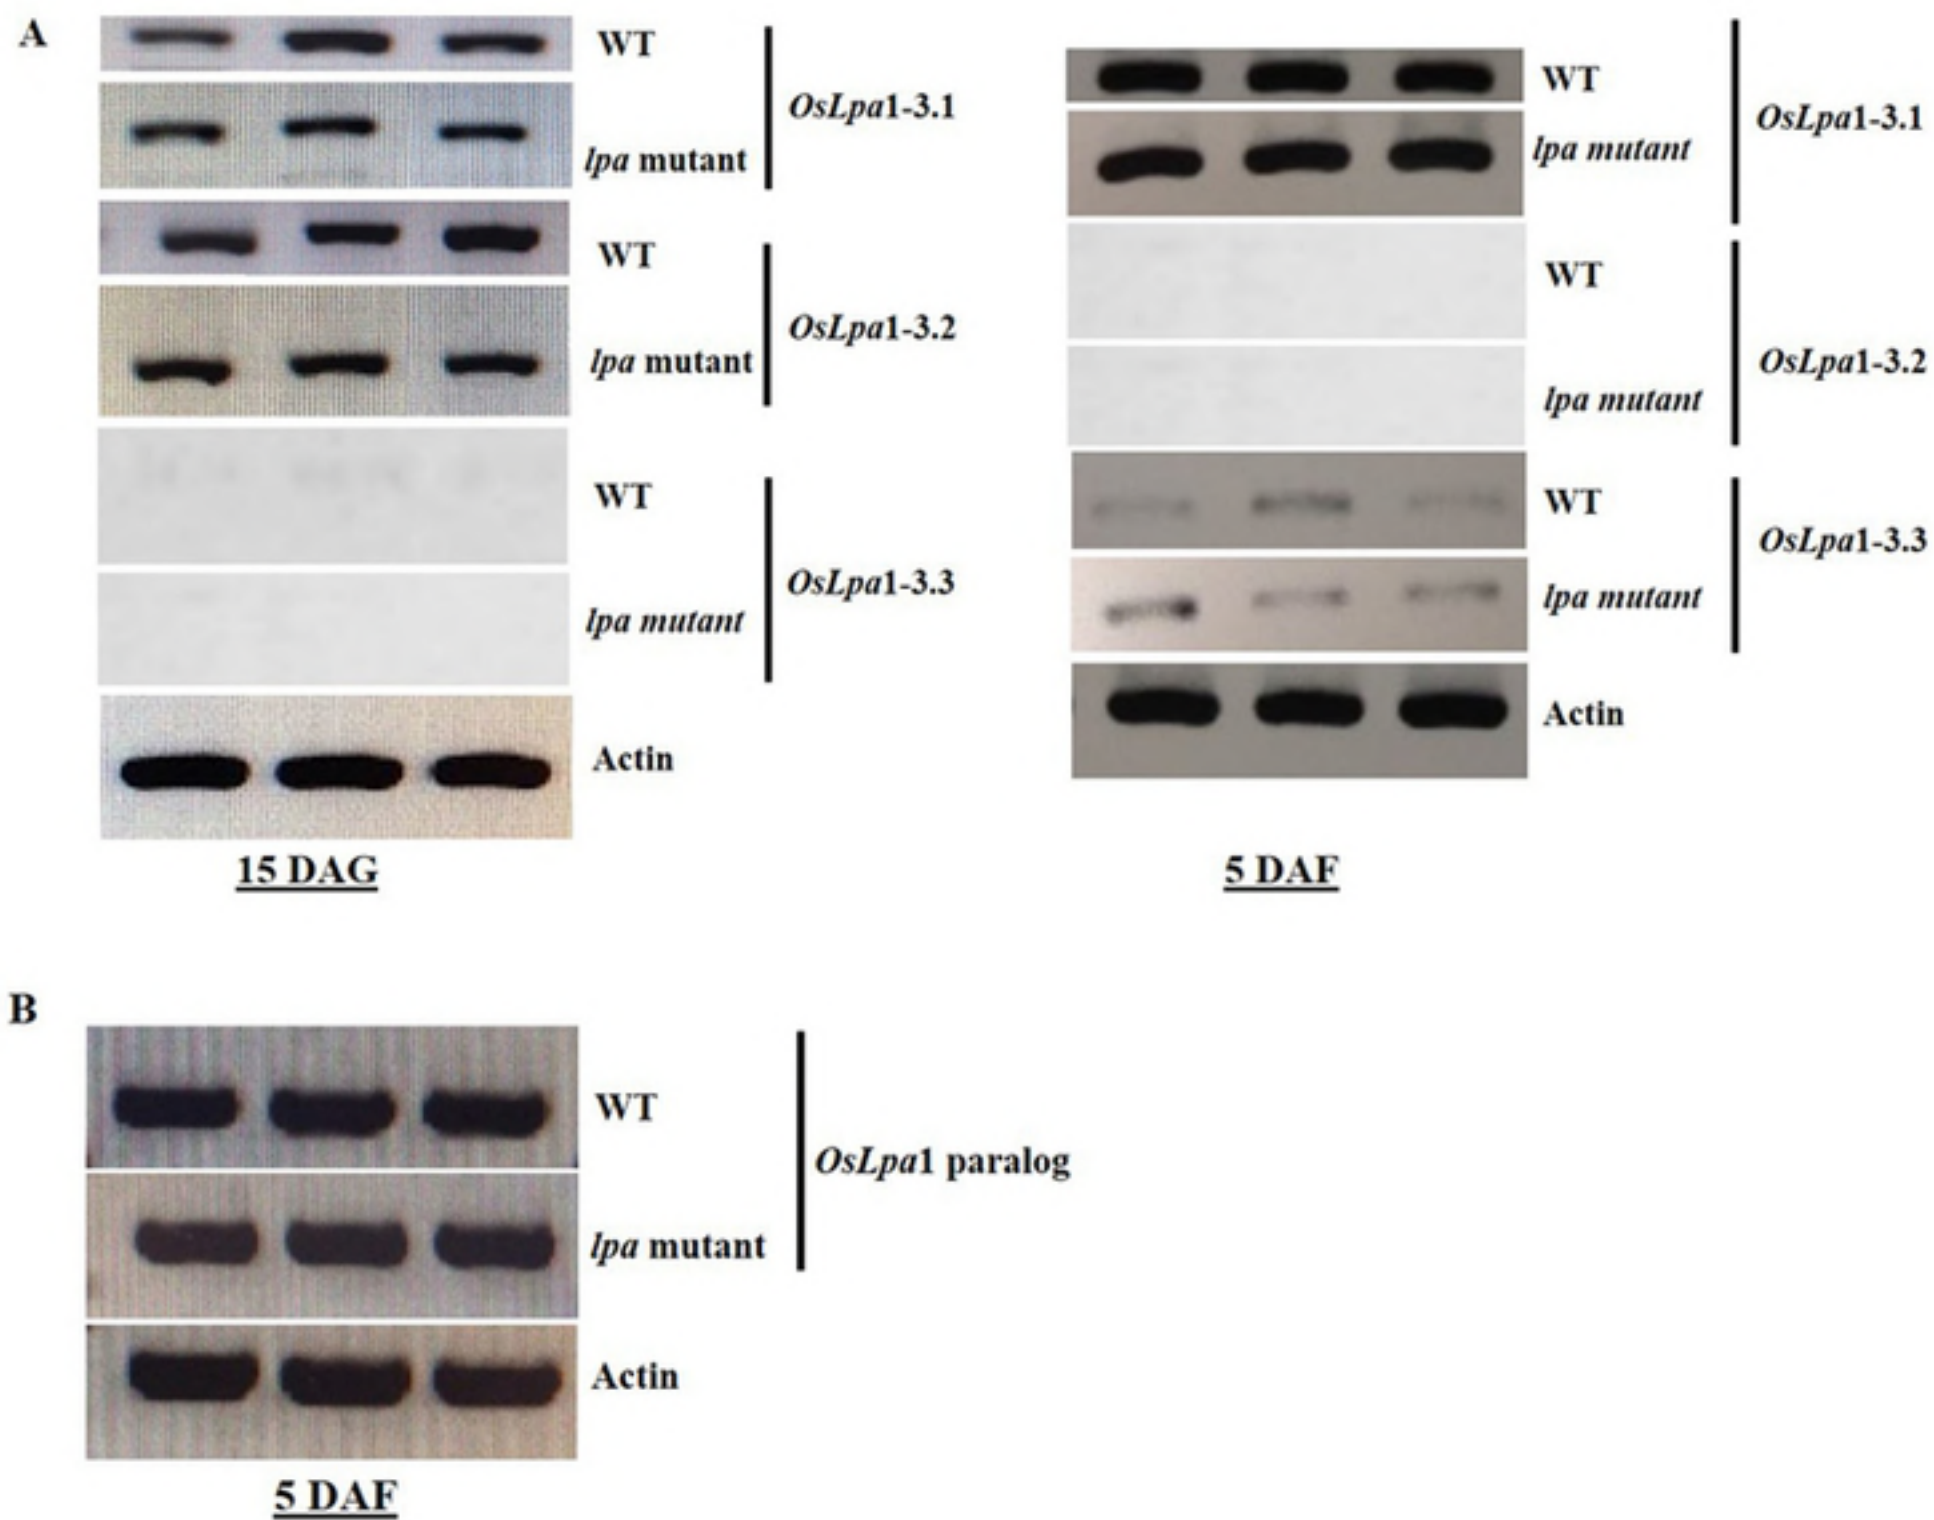 A
WT
OsLpa1-3.1
lpa mutant
WT
OsLpa1-3.2
lpa mutant
WT
OsLpa1-3.3
lpa mutant
Actin
15 DAG
WT
OsLpa1-3.1
lpa mutant
WT
OsLpa1-3.2
lpa mutant
WT
OsLpa1-3.3
lpa mutant
Actin
5 DAF
B
WT
OsLpa1 paralog
lpa mutant
Actin
5 DAF